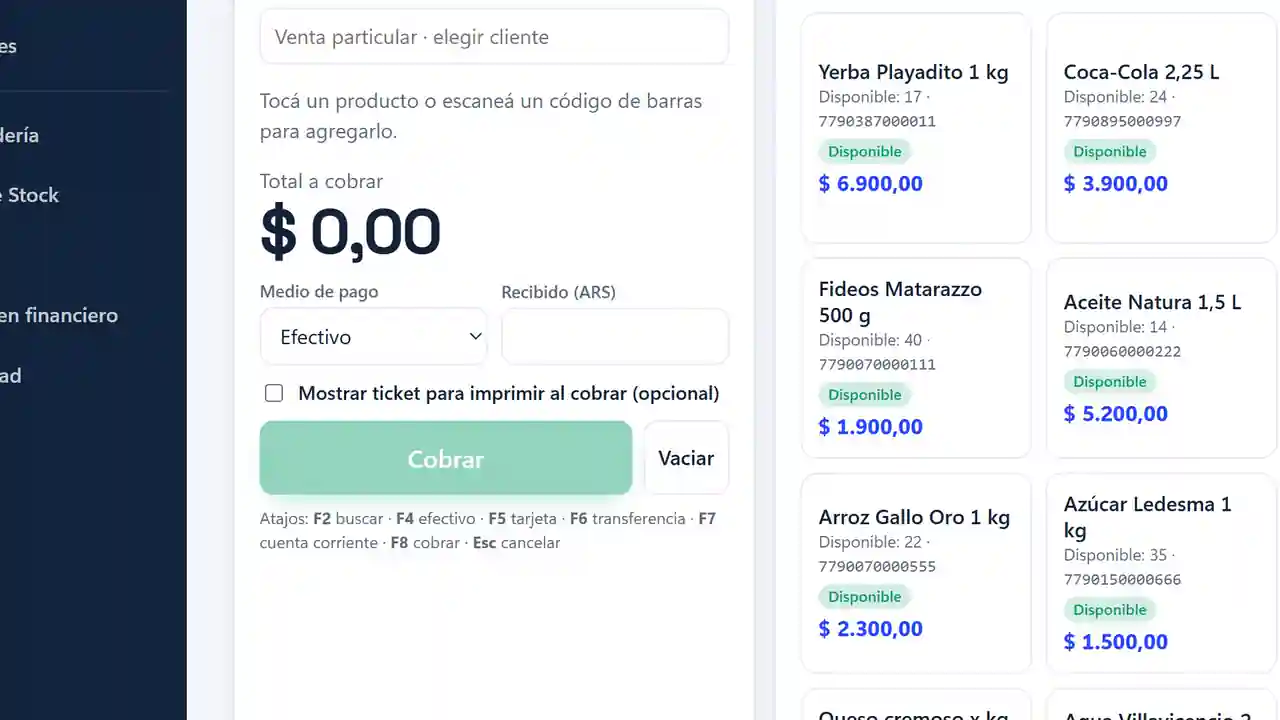 es
dería
e Stock
en financiero
ad
Venta particular · elegir cliente
Tocá un producto o escaneá un código de barras
para agregarlo.
Total a cobrar
$ 0,00
Medio de pago
Recibido (ARS)
Efectivo
Mostrar ticket para imprimir al cobrar (opcional)
Cobrar
Vaciar
Atajos: F2 buscar · F4 efectivo · F5 tarjeta · F6 transferencia · F7
cuenta corriente · F8 cobrar · Esc cancelar
Yerba Playadito 1 kg
Disponible: 17 ·
7790387000011
Disponible
$ 6.900,00
Coca-Cola 2,25 L
Disponible: 24 ·
7790895000997
Disponible
$ 3.900,00
Fideos Matarazzo
500 g
Disponible: 40 ·
7790070000111
Disponible
$ 1.900,00
Aceite Natura 1,5 L
Disponible: 14 ·
7790060000222
Disponible
$ 5.200,00
Arroz Gallo Oro 1 kg
Disponible: 22 ·
7790070000555
Disponible
$ 2.300,00
Azúcar Ledesma 1
kg
Disponible: 35 ·
7790150000666
Disponible
$ 1.500,00
Queso cremoso x kg
Agua Villavicencio 2